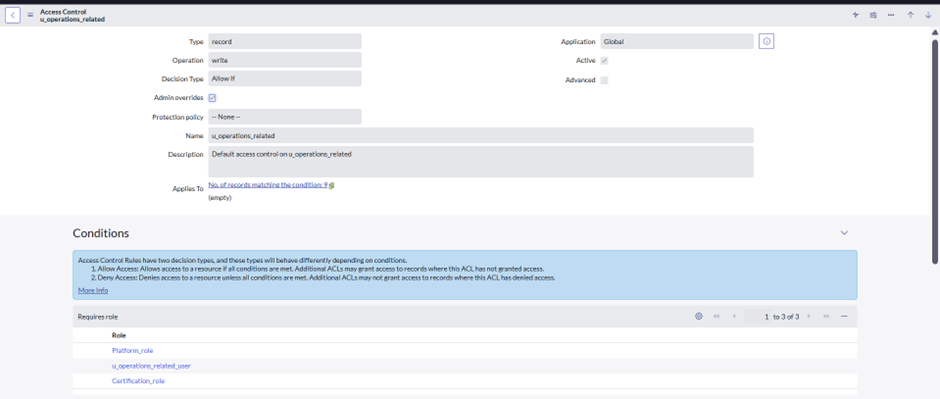 Access Control
u_operations_related
Type record
Application Global
Operation write
Active
Decision Type Allow If
Advanced
Admin overrides
Protection policy -- None --
Name u_operations_related
Description Default access control on u_operations_related
Applies To No. of records matching the condition: 9
(empty)
Conditions
Access Control Rules have two decision types, and these types will behave differently depending on conditions.
1. Allow Access: Allows access to a resource if all conditions are met. Additional ACLs may grant access to records where this ACL has not granted access.
2. Deny Access: Denies access to a resource unless all conditions are met. Additional ACLs may not grant access to records where this ACL has denied access.
More Info
Requires role 1 to 3 of 3
Role
Platform_role
u_operations_related_user
Certification_role